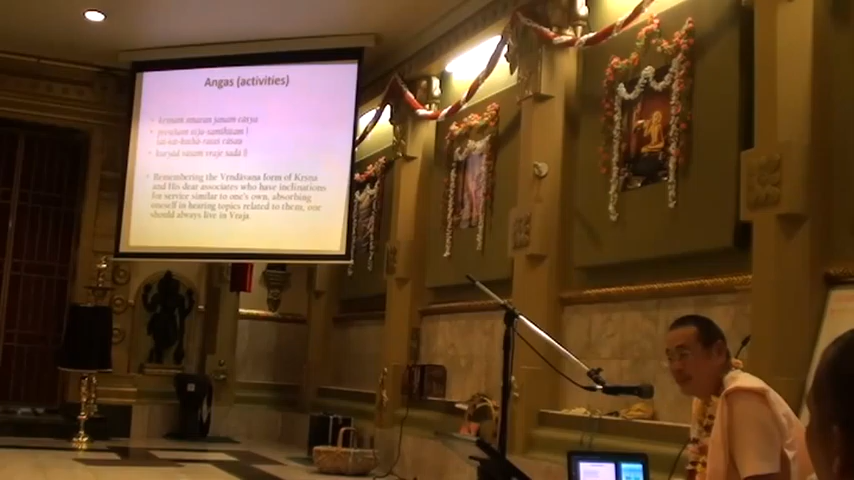 Angas (activities)
• kṛṣṇaṁ smaran janaṁ cāsya
• preṣṭhaṁ nija-samīhitam |
tat-tat-kathā-rataś cāsau
• kuryād vāsaṁ vraje sadā ||
• Remembering the Vṛndāvana form of Kṛṣṇa
and His dear associates who have inclinations
for service similar to one's own, absorbing
oneself in hearing topics related to them, one
should always live in Vraja.